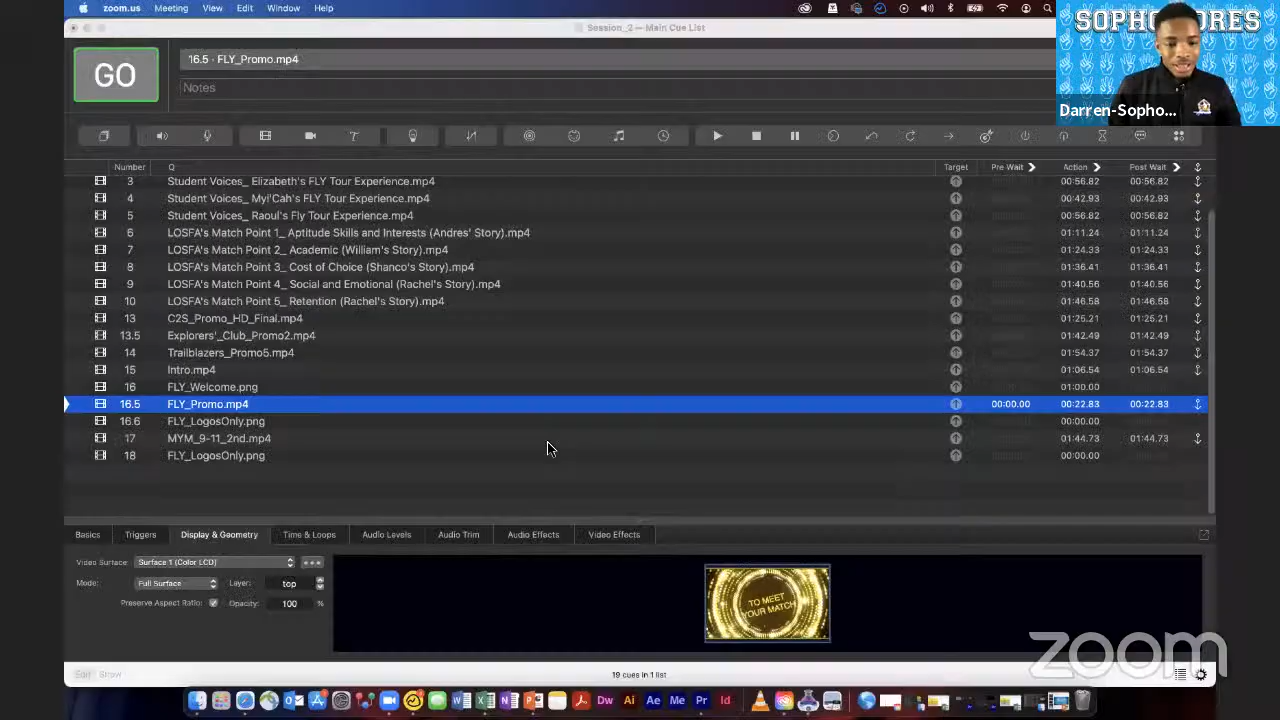 zoom.us Meeting View Edit Window Help
Session_2 — Main Cue List
SOPHOMORES
GO
16.5 · FLY_Promo.mp4
Notes
Darren-Sopho...
Number Q Target Pre Wait Action Post Wait
3 Student Voices_ Elizabeth's FLY Tour Experience.mp4 00:56.82 00:56.82
4 Student Voices_ Myi'Cah's FLY Tour Experience.mp4 00:42.93 00:42.93
5 Student Voices_ Raoul's Fly Tour Experience.mp4 00:56.82 00:56.82
6 LOSFA's Match Point 1_ Aptitude Skills and Interests (Andres' Story).mp4 01:11.24 01:11.24
7 LOSFA's Match Point 2_ Academic (William's Story).mp4 01:24.33 01:24.33
8 LOSFA's Match Point 3_ Cost of Choice (Shanco's Story).mp4 01:36.41 01:36.41
9 LOSFA's Match Point 4_ Social and Emotional (Rachel's Story).mp4 01:40.56 01:40.56
10 LOSFA's Match Point 5_ Retention (Rachel's Story).mp4 01:46.58 01:46.58
13 C2S_Promo_HD_Final.mp4 01:25.21 01:25.21
13.5 Explorers'_Club_Promo2.mp4 01:42.49 01:42.49
14 Trailblazers_Promo5.mp4 01:54.37 01:54.37
15 Intro.mp4 01:06.54 01:06.54
16 FLY_Welcome.png 01:00.00
16.5 FLY_Promo.mp4 00:00.00 00:22.83 00:22.83
16.6 FLY_LogosOnly.png 00:00.00
17 MYM_9-11_2nd.mp4 01:44.73 01:44.73
18 FLY_LogosOnly.png 00:00.00
Basics Triggers Display & Geometry Time & Loops Audio Levels Audio Trim Audio Effects Video Effects
Video Surface: Surface 1 (Color LCD)
Mode: Full Surface Layer: top
Preserve Aspect Ratio: Opacity: 100 %
TO MEET
YOUR MATCH
zoom
Edit Show 19 cues in 1 list
Dw Ai Ae Me Pr Id